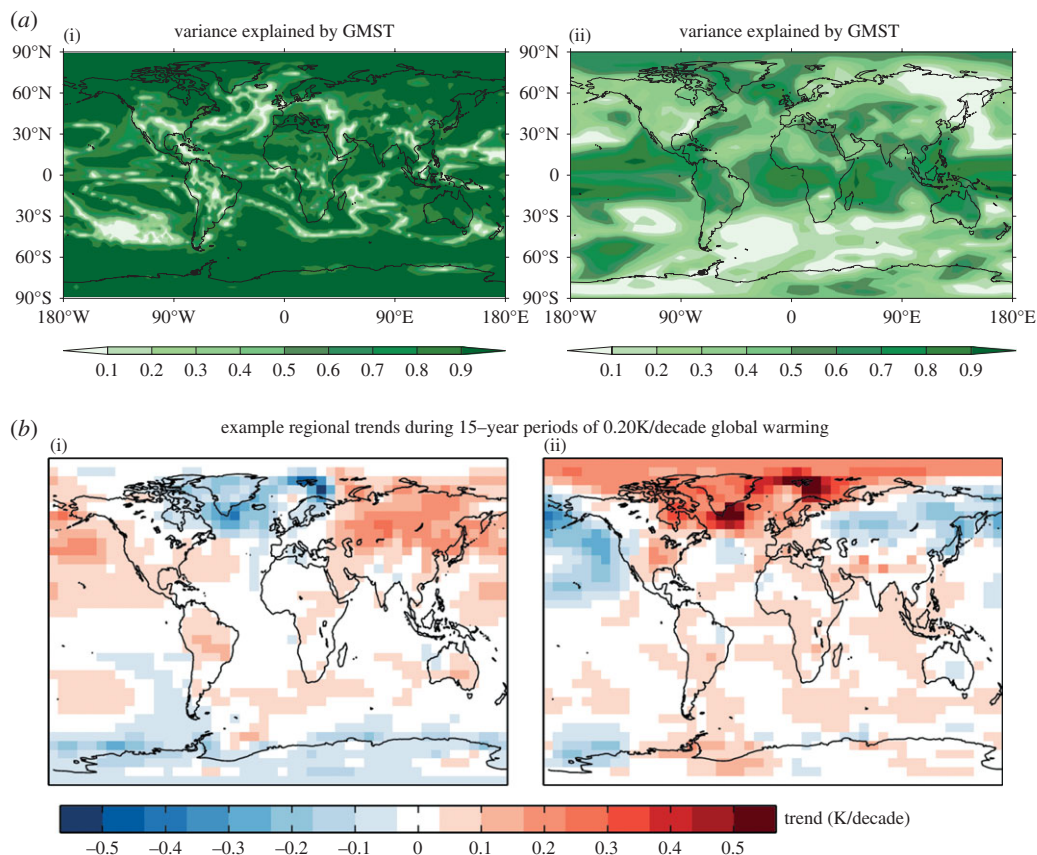 (a)
(i) variance explained by GMST
(ii) variance explained by GMST
90°N
60°N
30°N
0
30°S
60°S
90°S
180°W 90°W 0 90°E 180°E
90°N
60°N
30°N
0
30°S
60°S
90°S
180°W 90°W 0 90°E 180°E
0.1 0.2 0.3 0.4 0.5 0.6 0.7 0.8 0.9
0.1 0.2 0.3 0.4 0.5 0.6 0.7 0.8 0.9
(b)
example regional trends during 15–year periods of 0.20K/decade global warming
(i)
(ii)
trend (K/decade)
–0.5 –0.4 –0.3 –0.2 –0.1 0 0.1 0.2 0.3 0.4 0.5